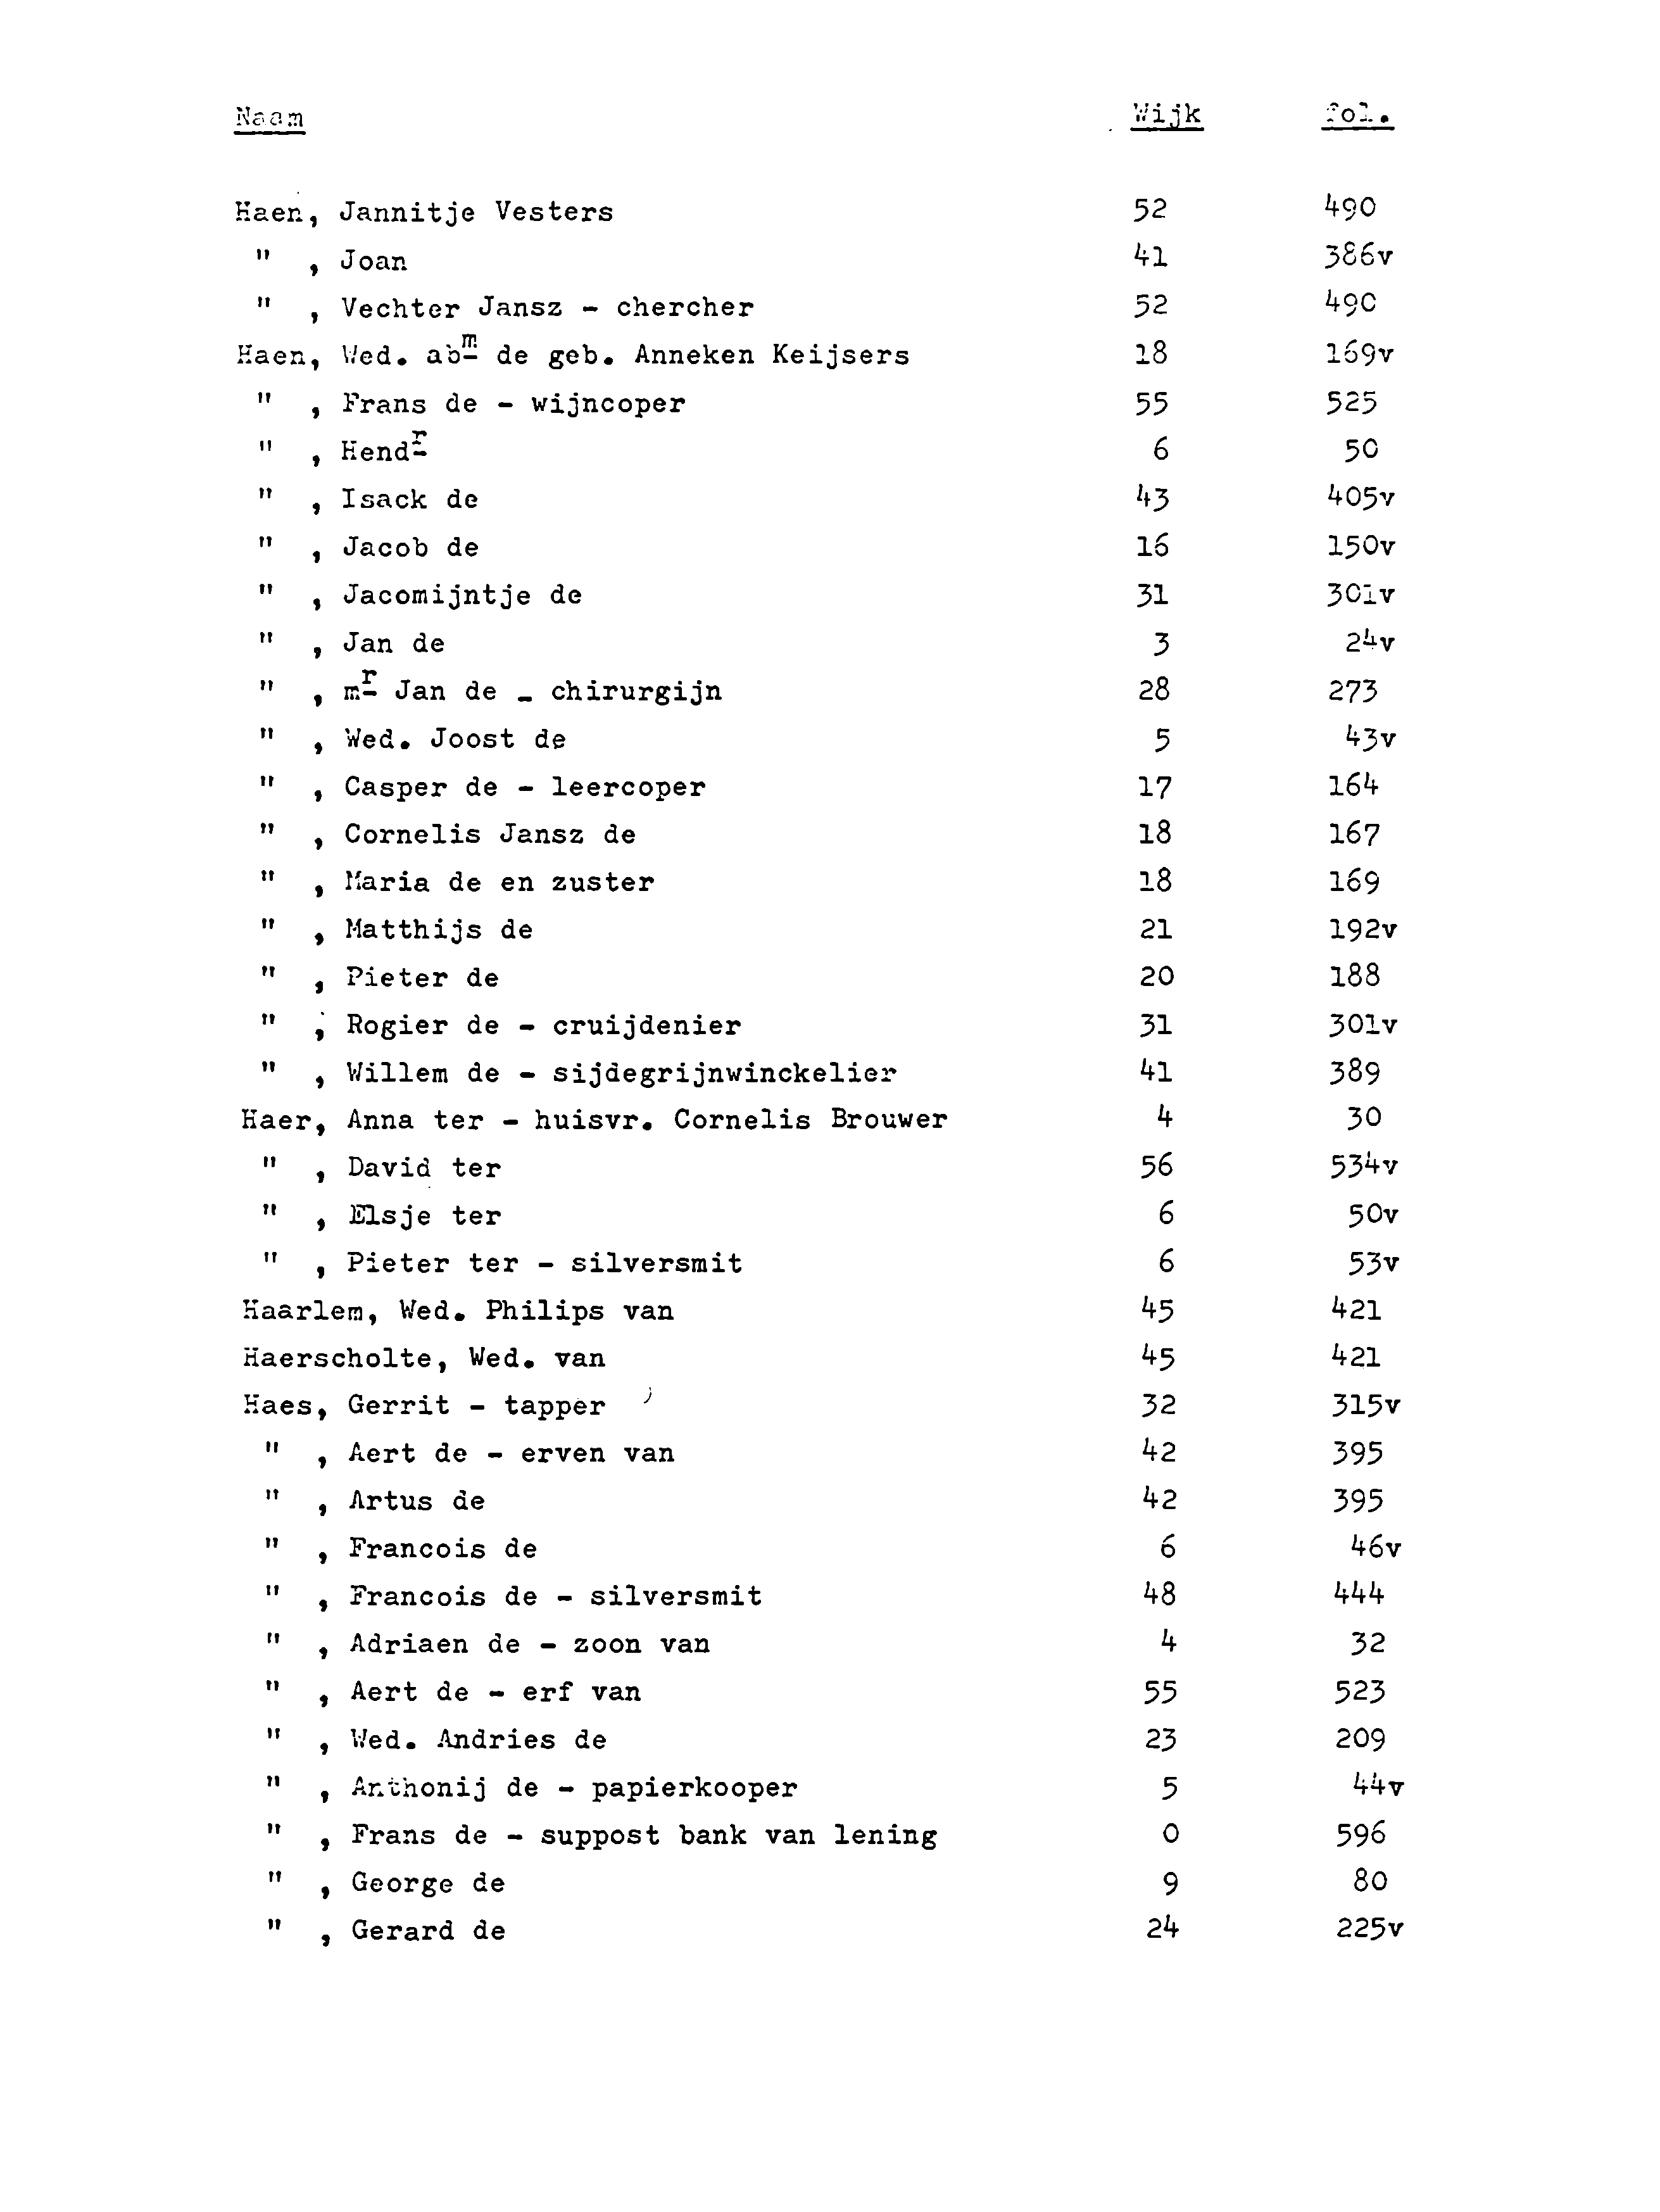 Naam Wijk fol.
Haen, Jannitje Vesters 52 490
" , Joan 41 386v
" , Vechter Jansz - chercher 52 490
Haen, Wed. abm de geb. Anneken Keijsers 18 169v
" , Frans de - wijncoper 55 525
" , Hendr 6 50
" , Isack de 43 405v
" , Jacob de 16 150v
" , Jacomijntje de 31 301v
" , Jan de 3 24v
" , mr Jan de - chirurgijn 28 273
" , Wed. Joost de 5 43v
" , Casper de - leercoper 17 164
" , Cornelis Jansz de 18 167
" , Maria de en zuster 18 169
" , Matthijs de 21 192v
" , Pieter de 20 188
" , Rogier de - cruijdenier 31 301v
" , Willem de - sijdegrijnwinckelier 41 389
Haer, Anna ter - huisvr. Cornelis Brouwer 4 30
" , David ter 56 534v
" , Elsje ter 6 50v
" , Pieter ter - silversmit 6 53v
Haarlem, Wed. Philips van 45 421
Haerscholte, Wed. van 45 421
Haes, Gerrit - tapper 32 315v
" , Aert de - erven van 42 395
" , Artus de 42 395
" , Francois de 6 46v
" , Francois de - silversmit 48 444
" , Adriaen de - zoon van 4 32
" , Aert de - erf van 55 523
" , Wed. Andries de 23 209
" , Anthonij de - papierkooper 5 44v
" , Frans de - suppost bank van lening 0 596
" , George de 9 80
" , Gerard de 24 225v